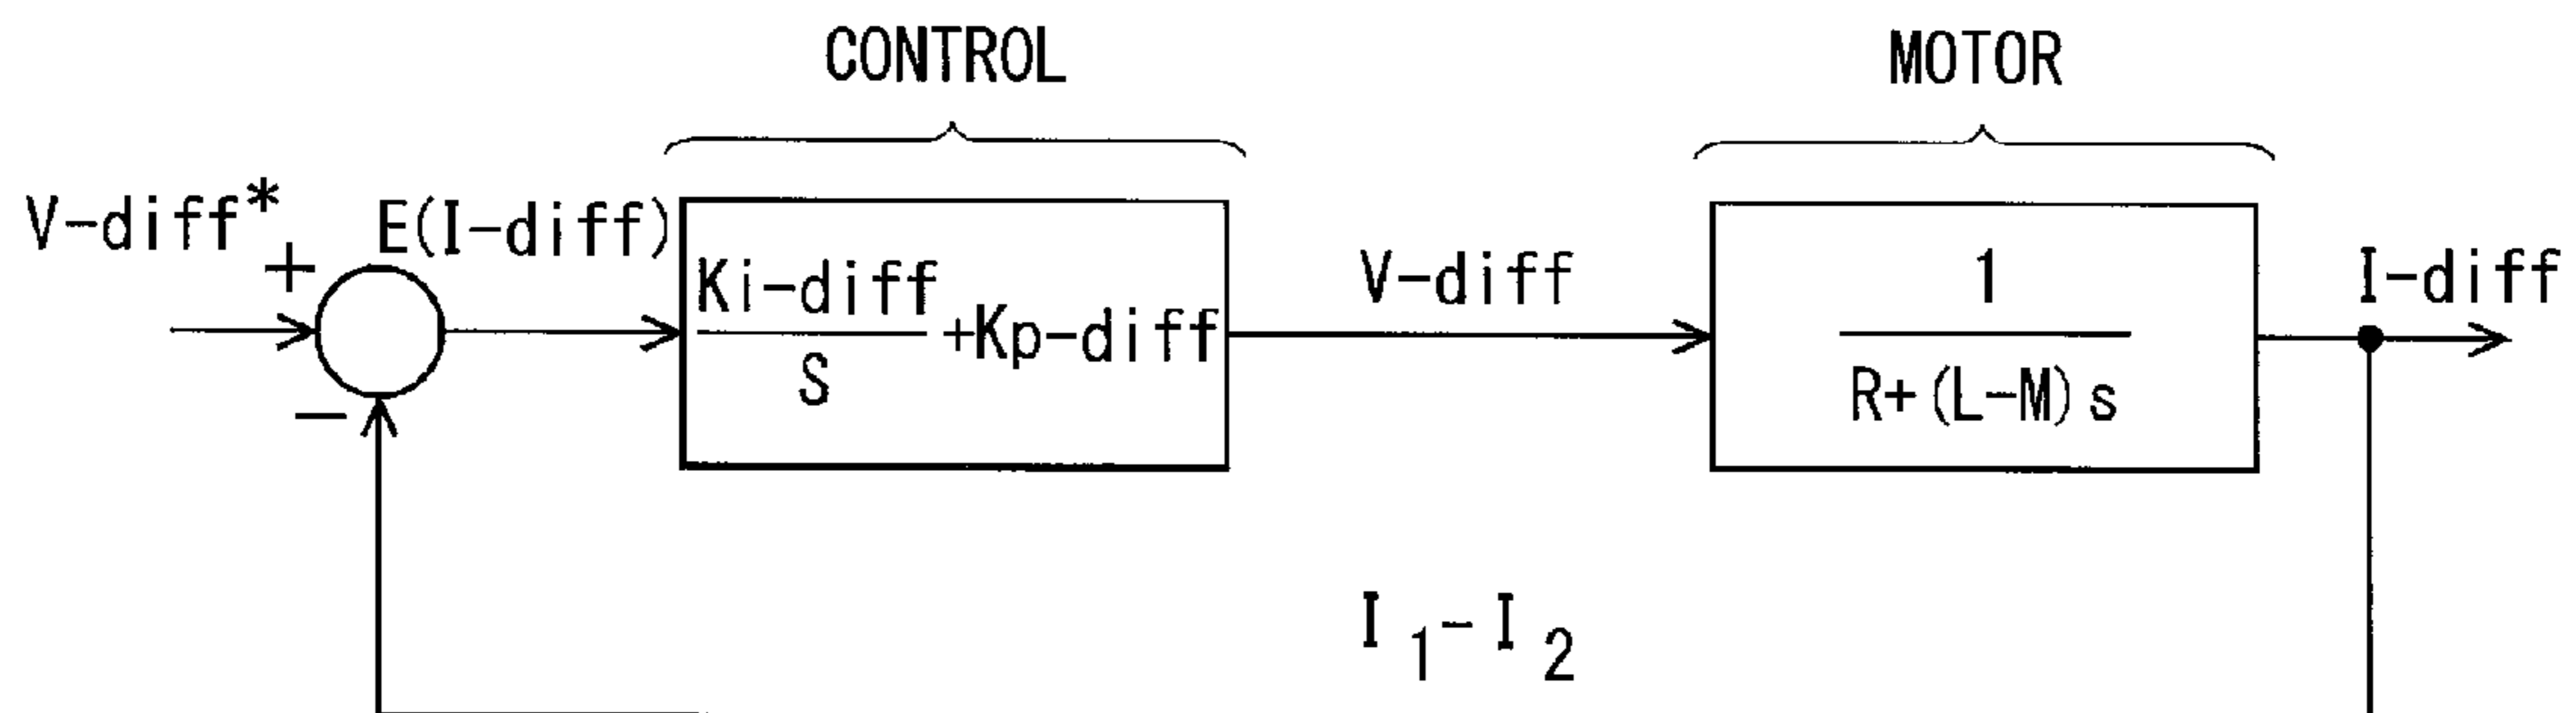 CONTROL
MOTOR
V-diff*
+
E(I-diff)
Ki-diff
S
+Kp-diff
V-diff
1
R+(L-M)s
I-diff
−
I1-I2